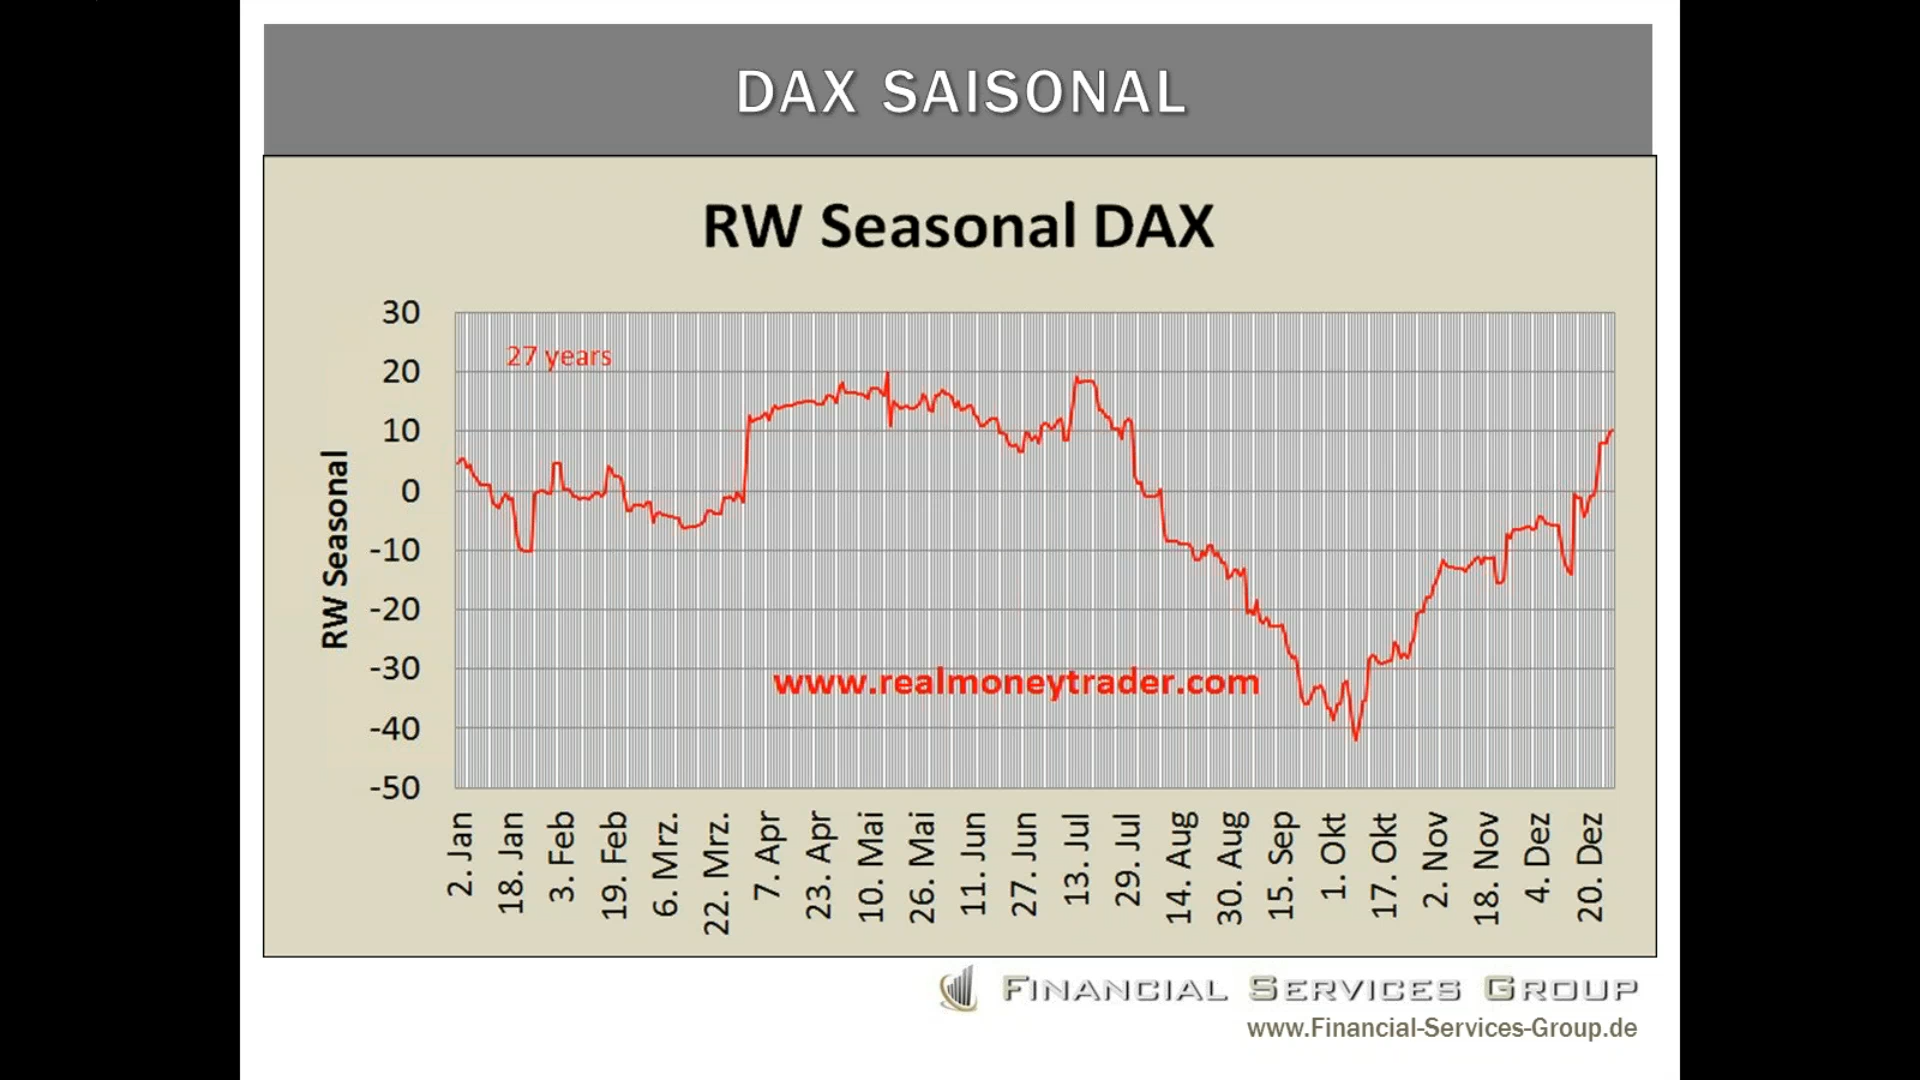 DAX SAISONAL
RW Seasonal DAX
30
27 years
20
10
0
-10
-20
-30
-40
-50
RW Seasonal
www.realmoneytrader.com
2. Jan
18. Jan
3. Feb
19. Feb
6. Mrz.
22. Mrz.
7. Apr
23. Apr
10. Mai
26. Mai
11. Jun
27. Jun
13. Jul
29. Jul
14. Aug
30. Aug
15. Sep
1. Okt
17. Okt
2. Nov
18. Nov
4. Dez
20. Dez
FINANCIAL SERVICES GROUP
www.Financial-Services-Group.de